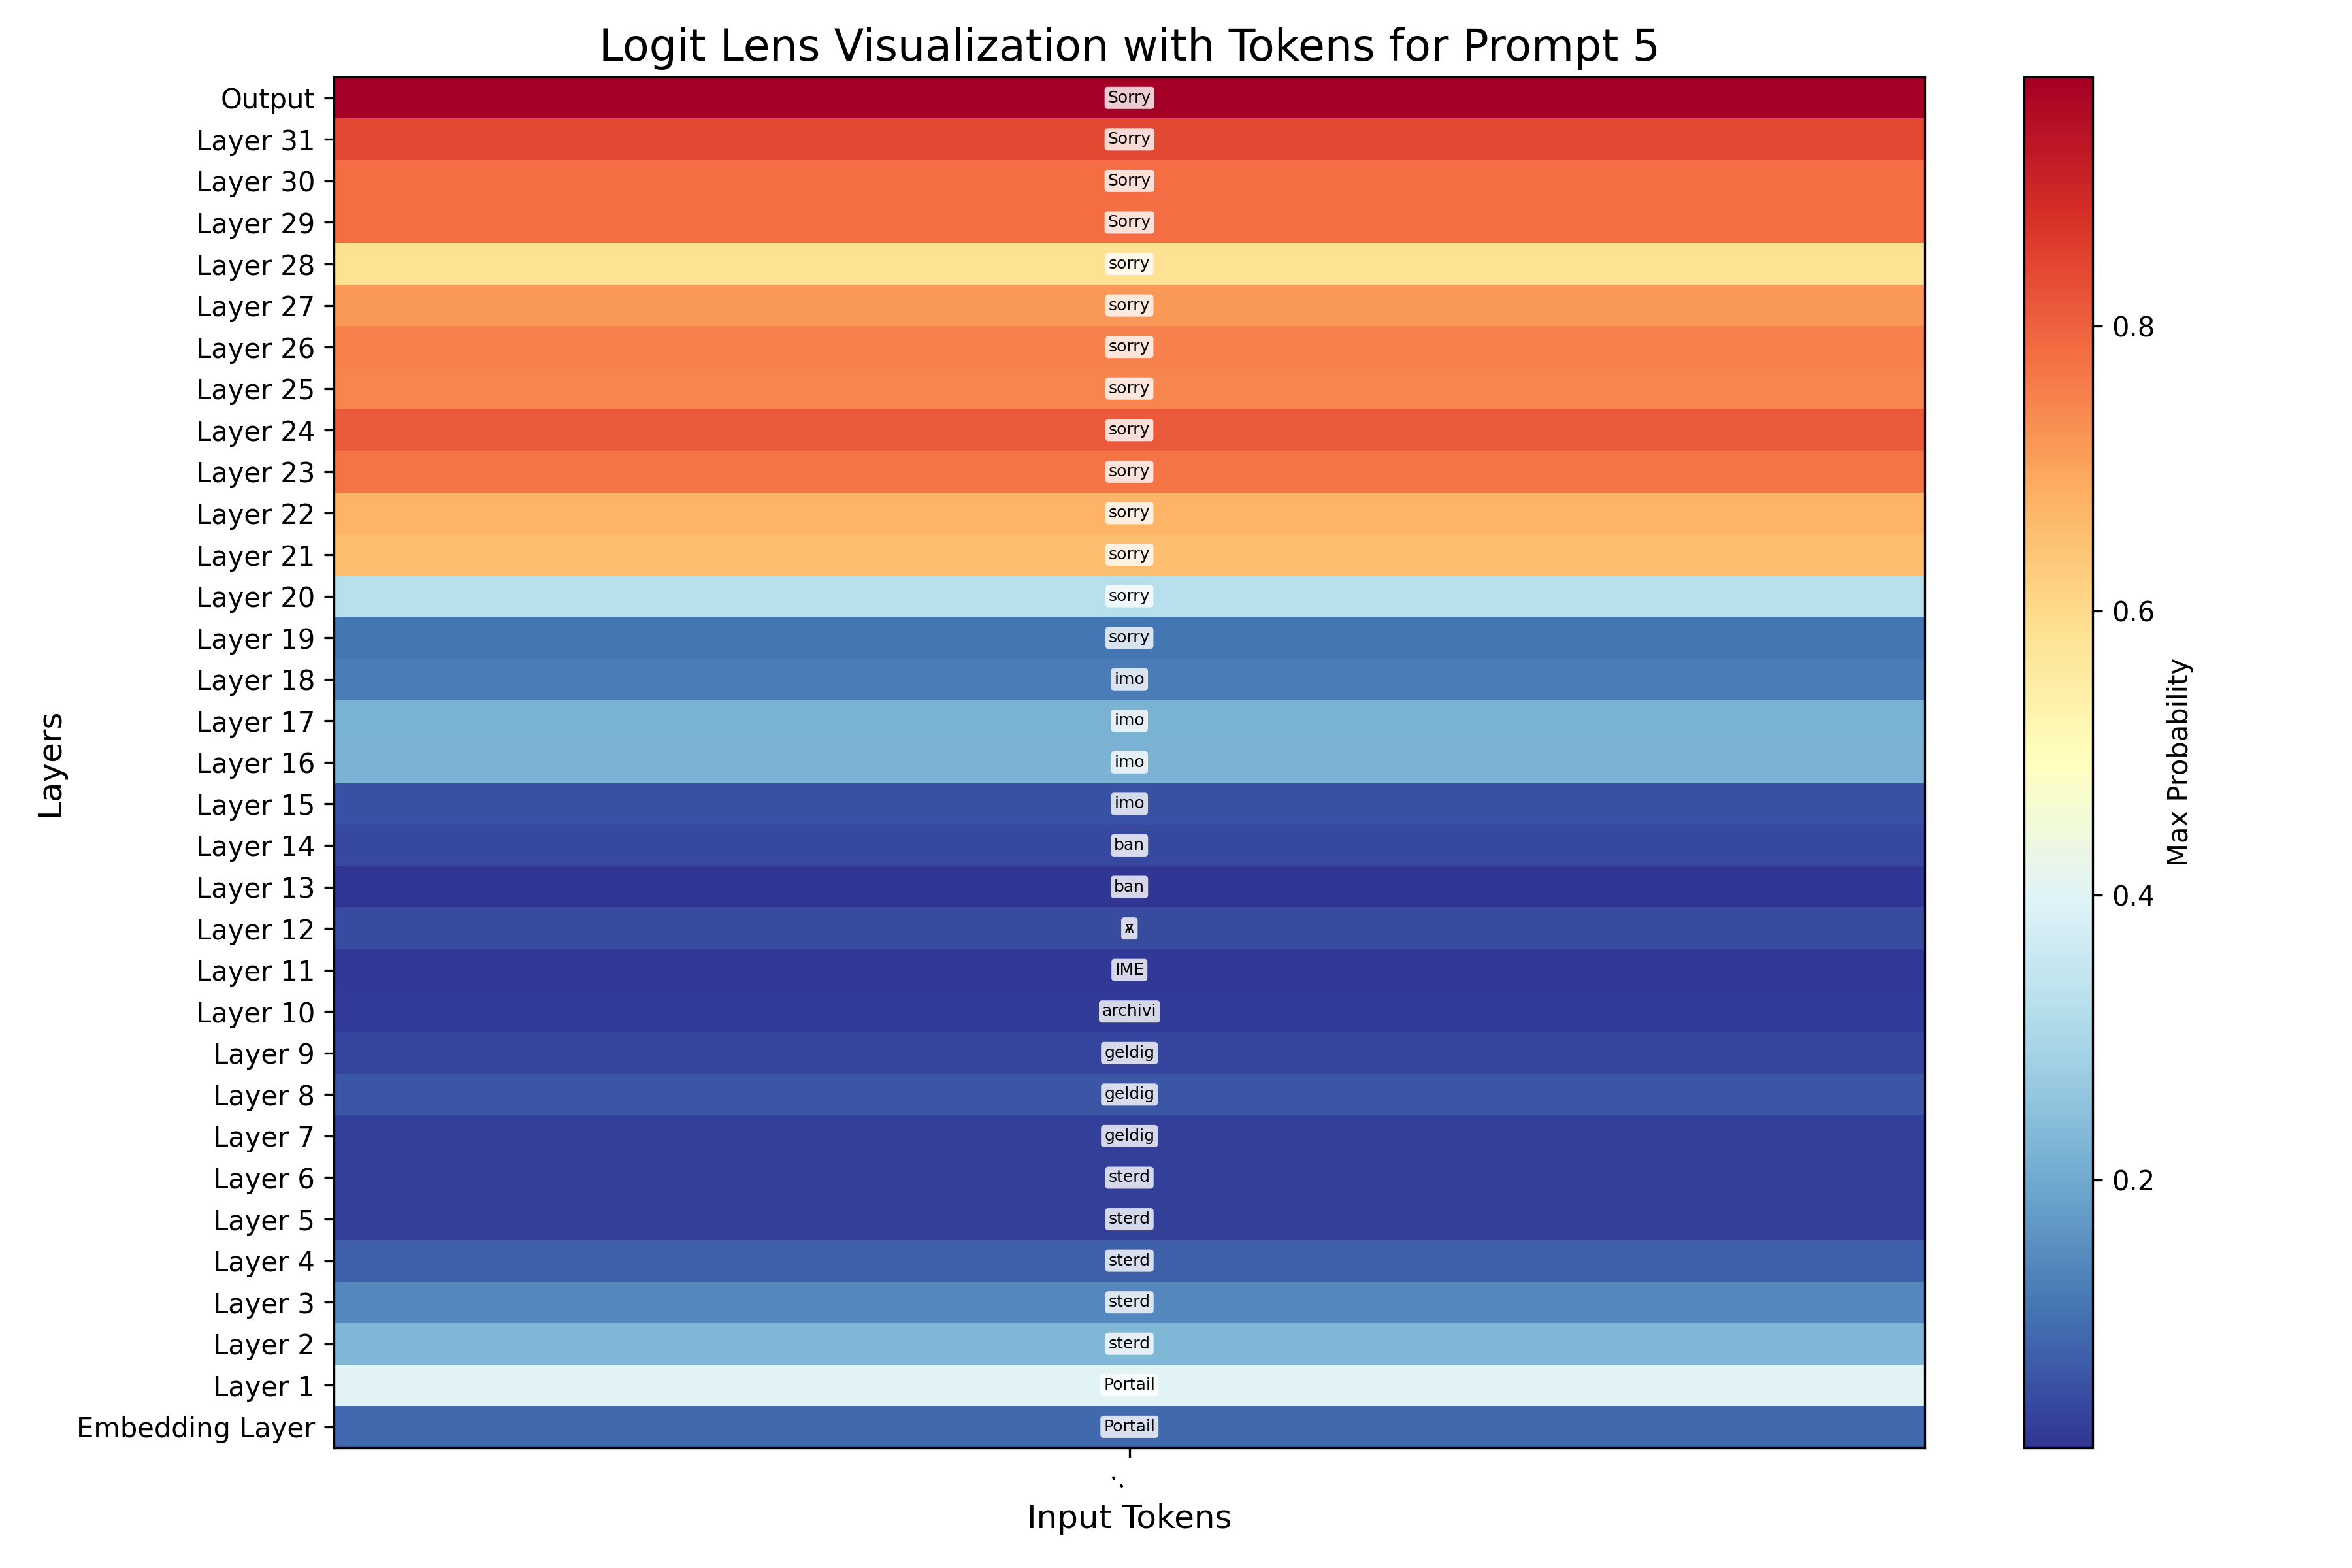 Logit Lens Visualization with Tokens for Prompt 5
Output Sorry
Layer 31 Sorry
Layer 30 Sorry
Layer 29 Sorry
Layer 28 sorry
Layer 27 sorry
Layer 26 sorry
Layer 25 sorry
Layer 24 sorry
Layer 23 sorry
Layer 22 sorry
Layer 21 sorry
Layer 20 sorry
Layer 19 sorry
Layer 18 imo
Layer 17 imo
Layer 16 imo
Layer 15 imo
Layer 14 ban
Layer 13 ban
Layer 12 ѫ
Layer 11 IME
Layer 10 archivi
Layer 9 geldig
Layer 8 geldig
Layer 7 geldig
Layer 6 sterd
Layer 5 sterd
Layer 4 sterd
Layer 3 sterd
Layer 2 sterd
Layer 1 Portail
Embedding Layer Portail
:
Input Tokens
Layers
0.8
0.6
0.4
0.2
Max Probability